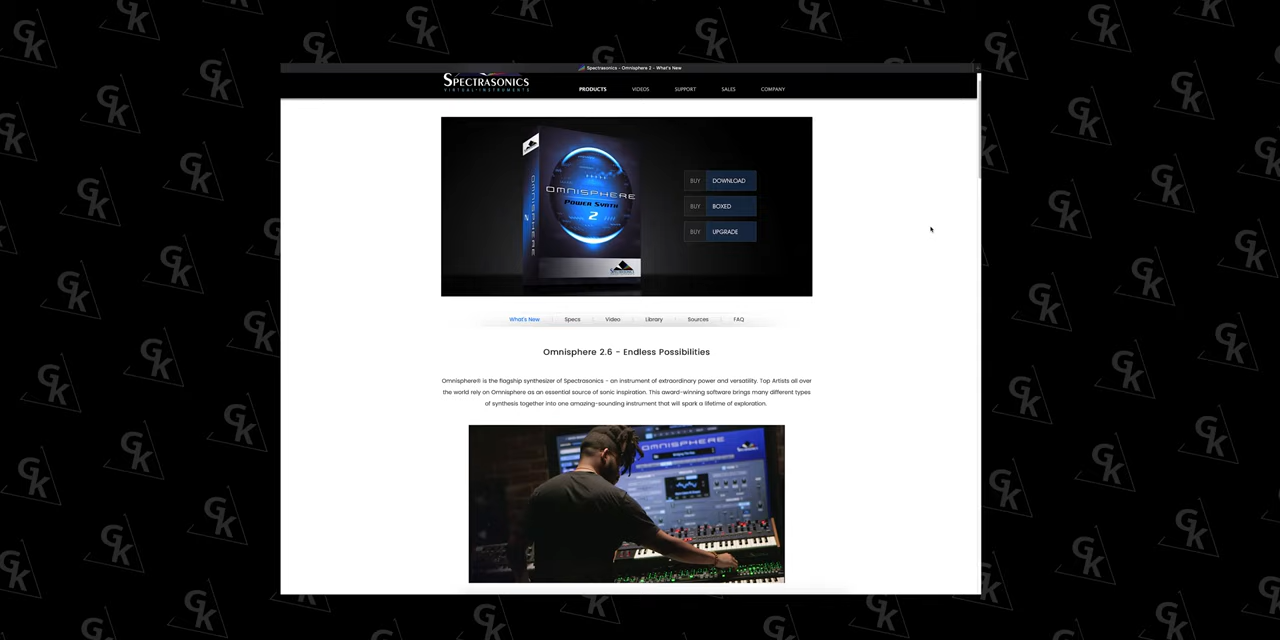 Spectrasonics - Omnisphere 2 - What's New
SPECTRASONICS
VIRTUAL INSTRUMENTS
PRODUCTS VIDEOS SUPPORT SALES COMPANY
OMNISPHERE
POWER SYNTH
2
OMNISPHERE
2
BUY DOWNLOAD
BUY BOXED
BUY UPGRADE
What's New Specs Video Library Sources FAQ
Omnisphere 2.6 - Endless Possibilities
Omnisphere® is the flagship synthesizer of Spectrasonics - an instrument of extraordinary power and versatility. Top Artists all over
the world rely on Omnisphere as an essential source of sonic inspiration. This award-winning software brings many different types
of synthesis together into one amazing-sounding instrument that will spark a lifetime of exploration.
OMNISPHERE
GK